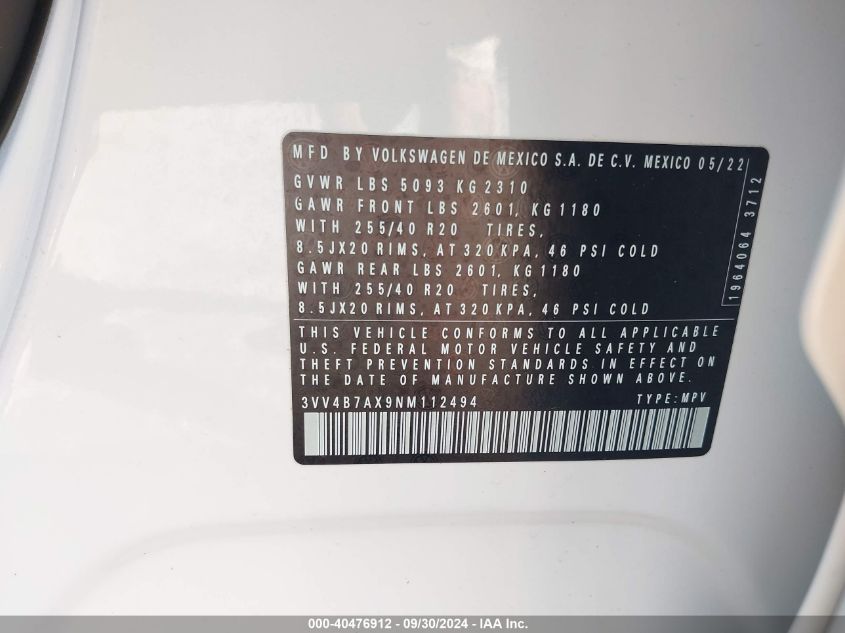 MFD BY VOLKSWAGEN DE MEXICO S.A. DE C.V. MEXICO 05/22
GVWR LBS 5093 KG 2310
GAWR FRONT LBS 2601, KG 1180
WITH 255/40 R20 TIRES,
8.5JX20 RIMS, AT 320 KPA, 46 PSI COLD
GAWR REAR LBS 2601, KG 1180
WITH 255/40 R20 TIRES,
8.5JX20 RIMS, AT 320 KPA, 46 PSI COLD
1964064 3712
THIS VEHICLE CONFORMS TO ALL APPLICABLE
U.S. FEDERAL MOTOR VEHICLE SAFETY AND
THEFT PREVENTION STANDARDS IN EFFECT ON
THE DATE OF MANUFACTURE SHOWN ABOVE.
3VV4B7AX9NM112494 TYPE: MPV
000-40476912 - 09/30/2024 - IAA Inc.